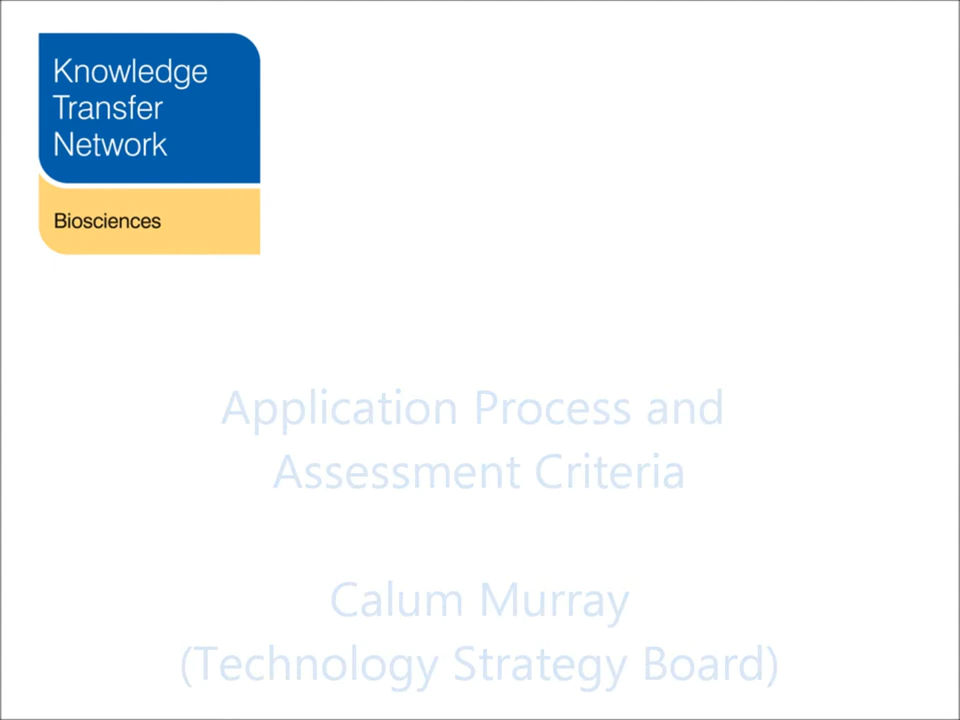 Knowledge
Transfer
Network
Biosciences
Application Process and
Assessment Criteria
Calum Murray
(Technology Strategy Board)